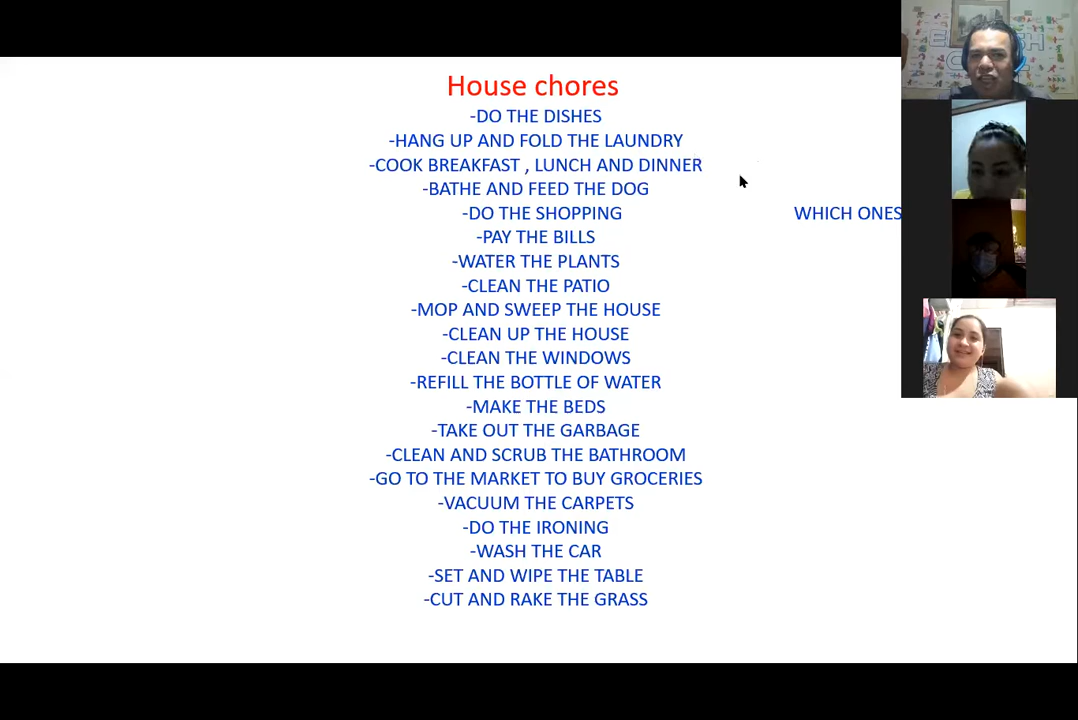 House chores
-DO THE DISHES
-HANG UP AND FOLD THE LAUNDRY
-COOK BREAKFAST , LUNCH AND DINNER
-BATHE AND FEED THE DOG
-DO THE SHOPPING
WHICH ONES
-PAY THE BILLS
-WATER THE PLANTS
-CLEAN THE PATIO
-MOP AND SWEEP THE HOUSE
-CLEAN UP THE HOUSE
-CLEAN THE WINDOWS
-REFILL THE BOTTLE OF WATER
-MAKE THE BEDS
-TAKE OUT THE GARBAGE
-CLEAN AND SCRUB THE BATHROOM
-GO TO THE MARKET TO BUY GROCERIES
-VACUUM THE CARPETS
-DO THE IRONING
-WASH THE CAR
-SET AND WIPE THE TABLE
-CUT AND RAKE THE GRASS